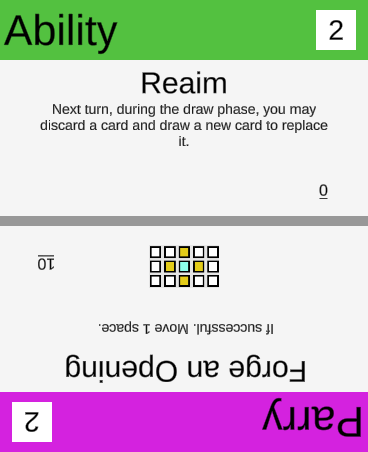 Ability
2
Reaim
Next turn, during the draw phase, you may
discard a card and draw a new card to replace
it.
0
Parry
2
Forge an Opening
If successful. Move 1 space.
10